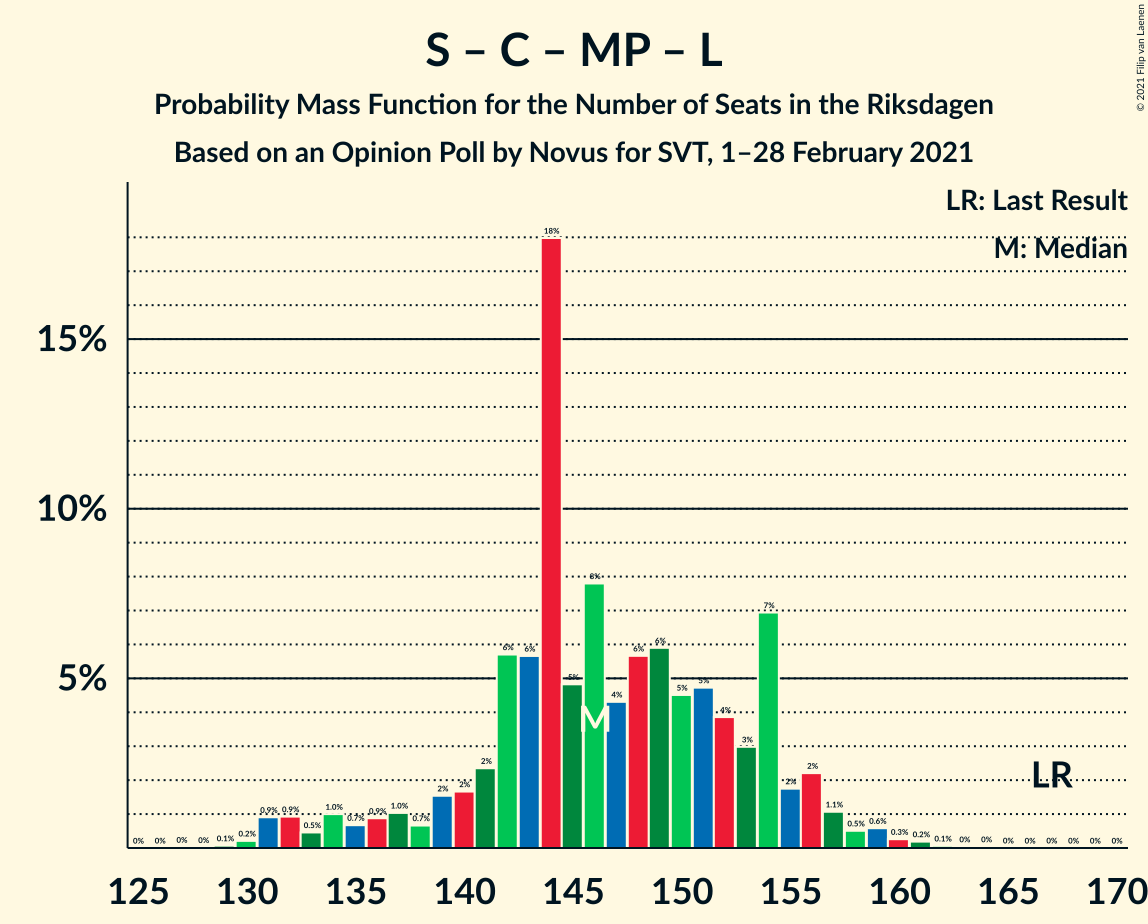 S – C – MP – L
Probability Mass Function for the Number of Seats in the Riksdagen
Based on an Opinion Poll by Novus for SVT, 1–28 February 2021
© 2021 Filip van Laenen
LR: Last Result
M: Median
15%
10%
5%
0% 0% 0% 0% 0.1% 0.2% 0.9% 0.9% 0.5% 1.0% 0.7% 0.9% 1.0% 0.7% 2% 2% 2% 6% 6% 18% 5% 8% 4% 6% 6% 5% 5% 4% 3% 7% 2% 2% 1.1% 0.5% 0.6% 0.3% 0.2% 0.1% 0% 0% 0% 0% 0% 0% 0% 0%
M
LR
125 130 135 140 145 150 155 160 165 170